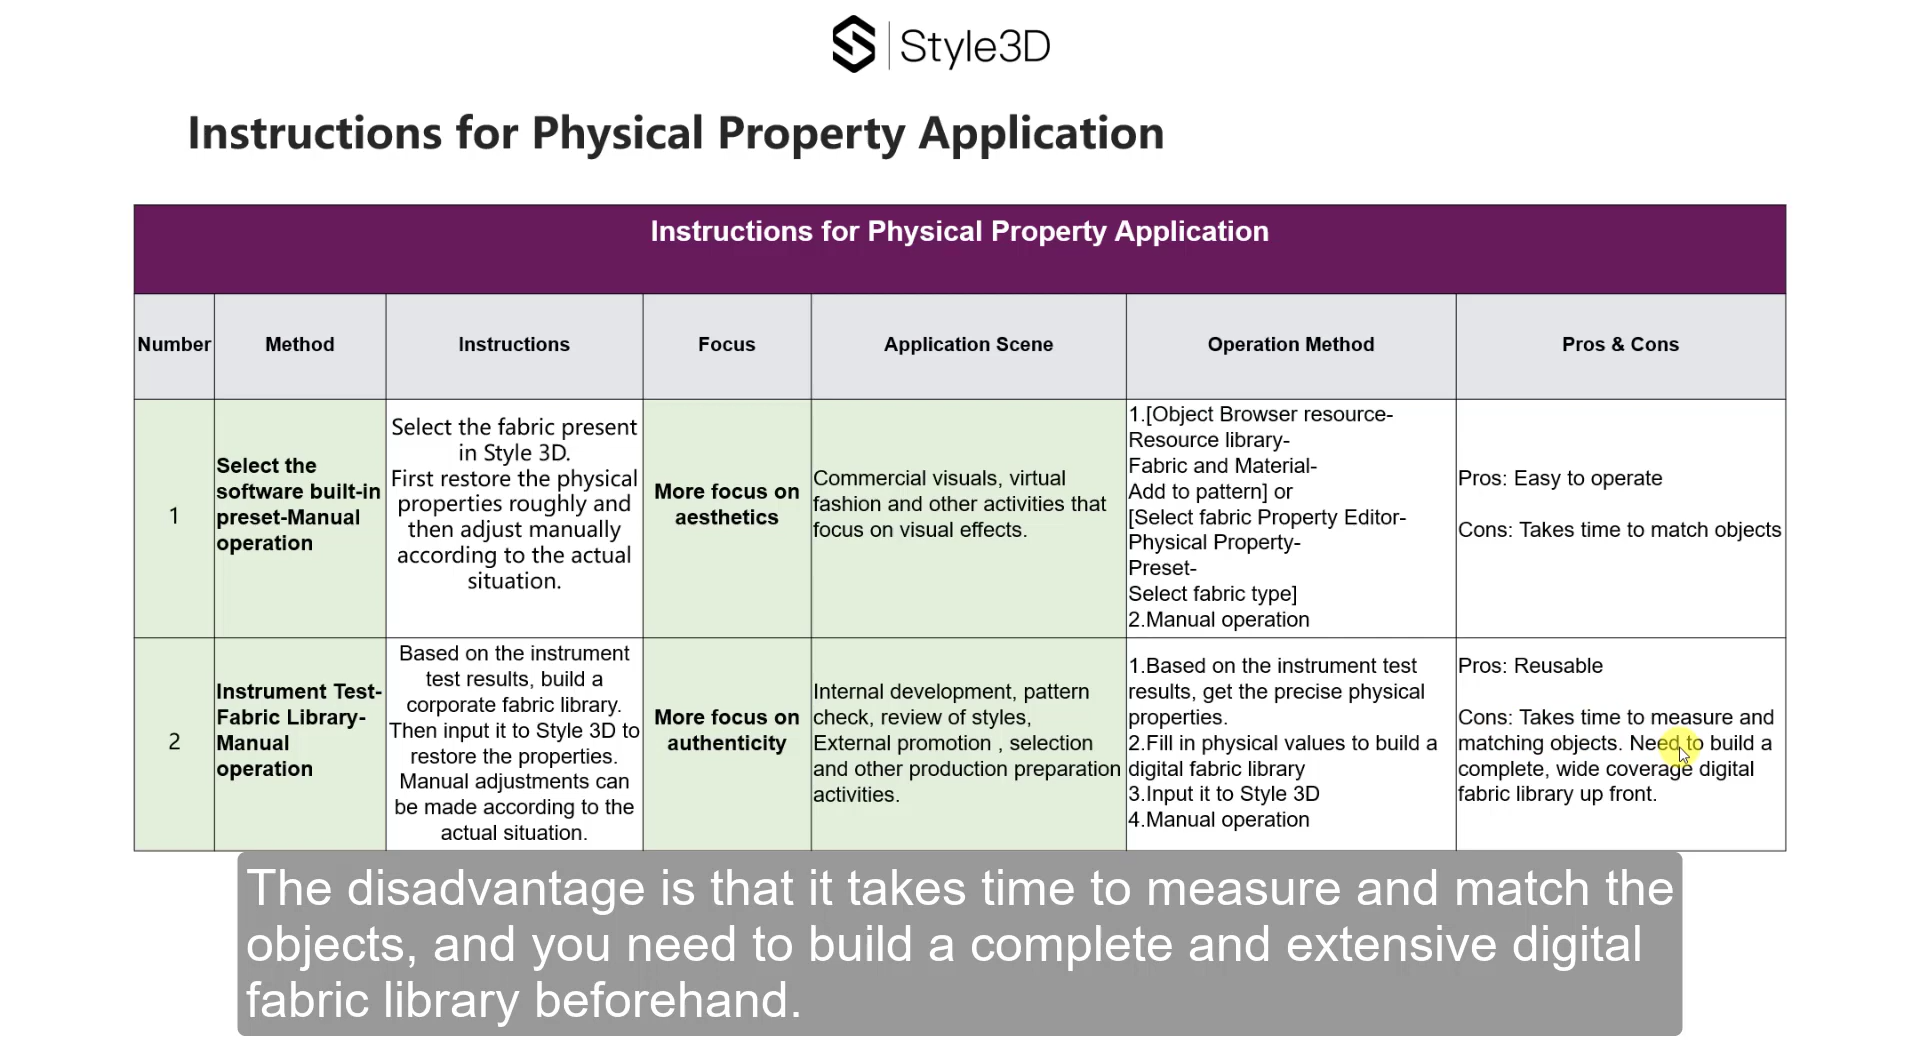 Style3D
Instructions for Physical Property Application
Instructions for Physical Property Application
Number
Method
Instructions
Focus
Application Scene
Operation Method
Pros & Cons
1
Select the
software built-in
preset-Manual
operation
Select the fabric present
in Style 3D.
First restore the physical
properties roughly and
then adjust manually
according to the actual
situation.
More focus on
aesthetics
Commercial visuals, virtual
fashion and other activities that
focus on visual effects.
1.[Object Browser resource-
Resource library-
Fabric and Material-
Add to pattern] or
[Select fabric Property Editor-
Physical Property-
Preset-
Select fabric type]
2.Manual operation
Pros: Easy to operate
Cons: Takes time to match objects
2
Instrument Test-
Fabric Library-
Manual
operation
Based on the instrument
test results, build a
corporate fabric library.
Then input it to Style 3D to
restore the properties.
Manual adjustments can
be made according to the
actual situation.
More focus on
authenticity
Internal development, pattern
check, review of styles,
External promotion , selection
and other production preparation
activities.
1.Based on the instrument test
results, get the precise physical
properties.
2.Fill in physical values to build a
digital fabric library
3.Input it to Style 3D
4.Manual operation
Pros: Reusable
Cons: Takes time to measure and
matching objects. Need to build a
complete, wide coverage digital
fabric library up front.
The disadvantage is that it takes time to measure and match the
objects, and you need to build a complete and extensive digital
fabric library beforehand.